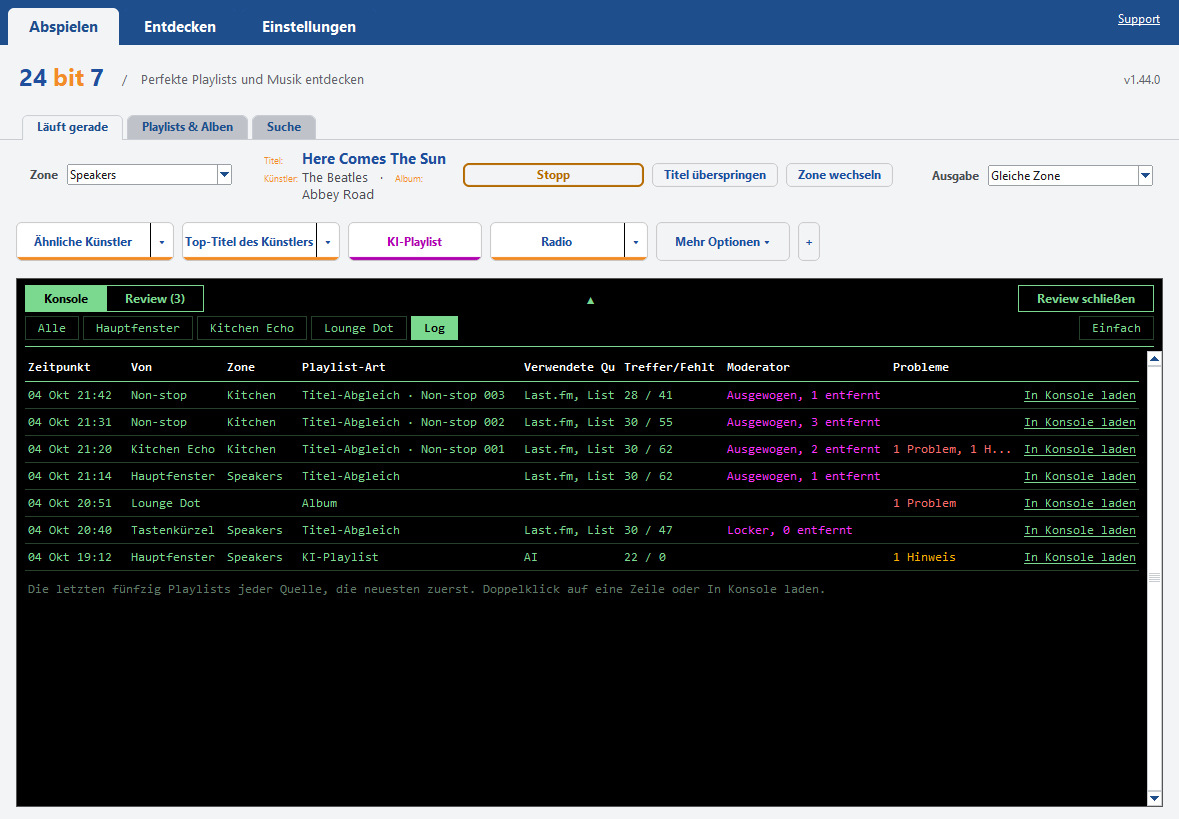 Abspielen Entdecken Einstellungen Support
24 bit 7 / Perfekte Playlists und Musik entdecken v1.44.0
Läuft gerade Playlists & Alben Suche
Zone Speakers
Titel: Here Comes The Sun
Künstler: The Beatles · Album:
Abbey Road
Stopp Titel überspringen Zone wechseln Ausgabe Gleiche Zone
Ähnliche Künstler Top-Titel des Künstlers KI-Playlist Radio Mehr Optionen +
Konsole Review (3) Review schließen
Alle Hauptfenster Kitchen Echo Lounge Dot Log Einfach
Zeitpunkt Von Zone Playlist-Art Verwendete Qu Treffer/Fehlt Moderator Probleme
04 Okt 21:42 Non-stop Kitchen Titel-Abgleich · Non-stop 003 Last.fm, List 28 / 41 Ausgewogen, 1 entfernt In Konsole laden
04 Okt 21:31 Non-stop Kitchen Titel-Abgleich · Non-stop 002 Last.fm, List 30 / 55 Ausgewogen, 3 entfernt In Konsole laden
04 Okt 21:20 Kitchen Echo Kitchen Titel-Abgleich · Non-stop 001 Last.fm, List 30 / 62 Ausgewogen, 2 entfernt 1 Problem, 1 H... In Konsole laden
04 Okt 21:14 Hauptfenster Speakers Titel-Abgleich Last.fm, List 30 / 62 Ausgewogen, 1 entfernt In Konsole laden
04 Okt 20:51 Lounge Dot Album 1 Problem In Konsole laden
04 Okt 20:40 Tastenkürzel Speakers Titel-Abgleich Last.fm, List 30 / 47 Locker, 0 entfernt In Konsole laden
04 Okt 19:12 Hauptfenster Speakers KI-Playlist AI 22 / 0 1 Hinweis In Konsole laden
Die letzten fünfzig Playlists jeder Quelle, die neuesten zuerst. Doppelklick auf eine Zeile oder In Konsole laden.